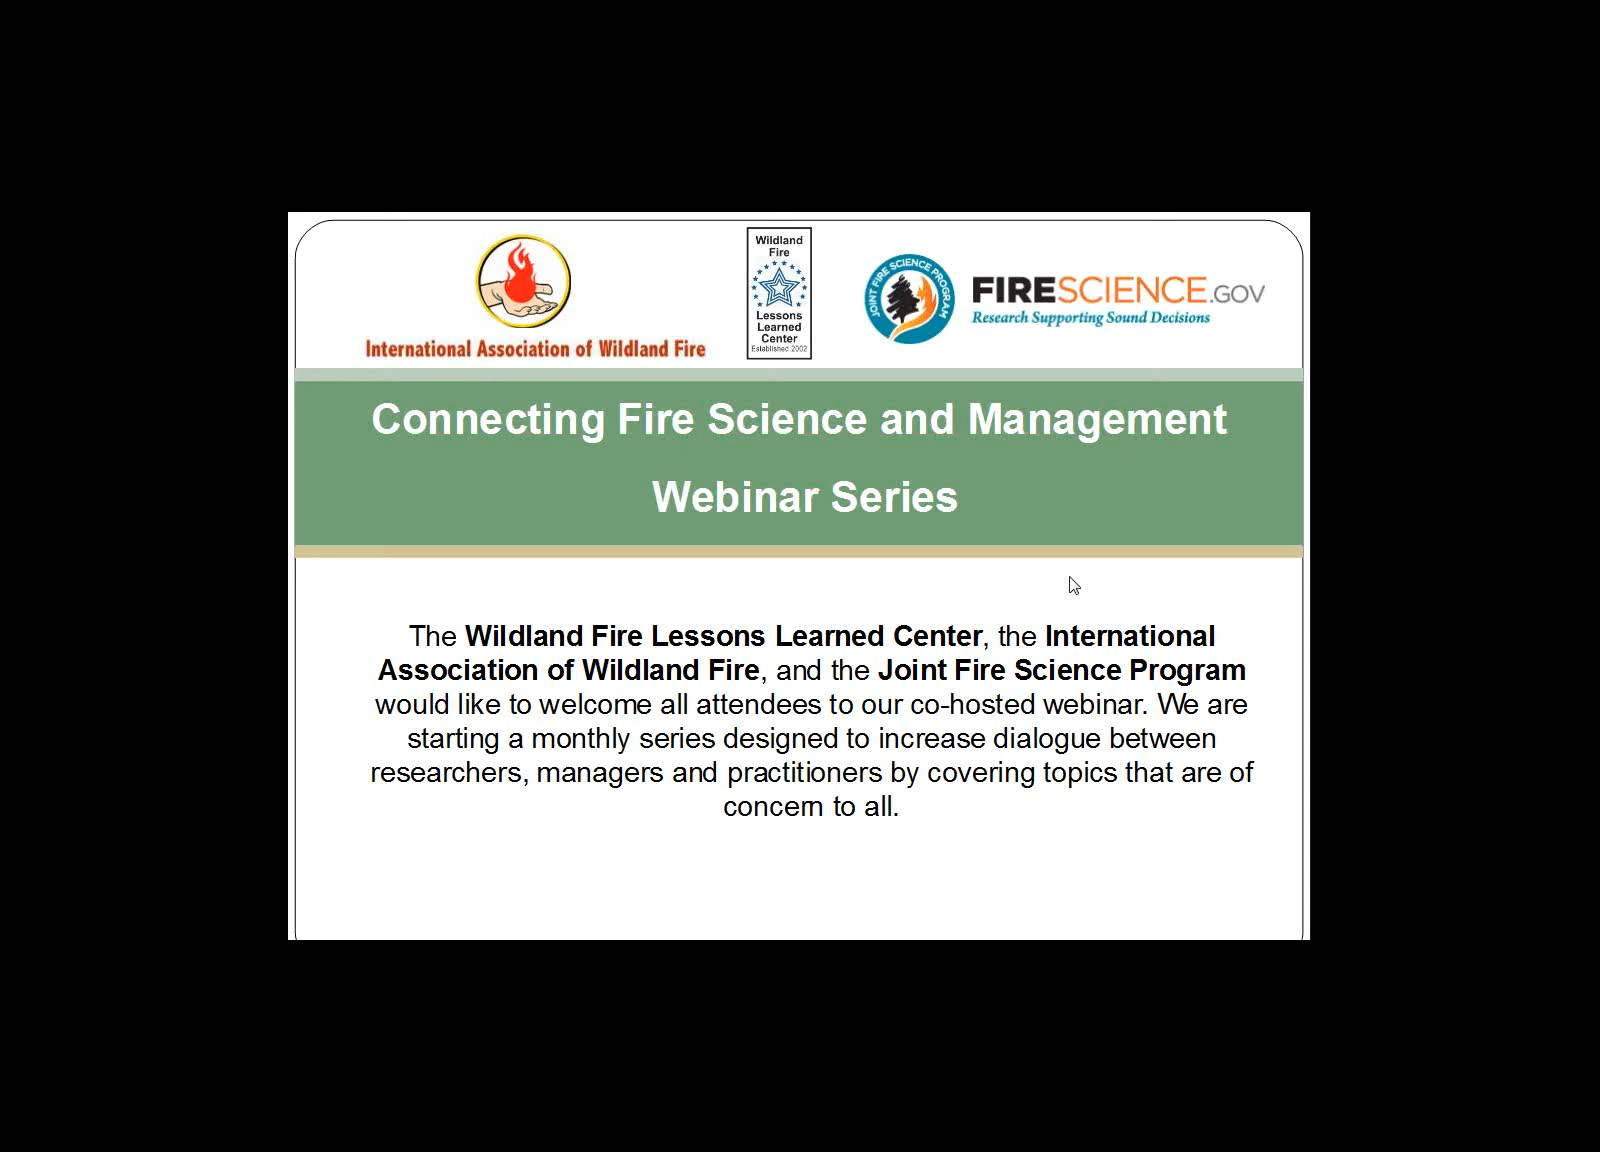 International Association of Wildland Fire
Wildland
Fire
Lessons
Learned
Center
Established 2002
JOINT FIRE SCIENCE PROGRAM
FIRESCIENCE.GOV
Research Supporting Sound Decisions
Connecting Fire Science and Management
Webinar Series
The Wildland Fire Lessons Learned Center, the International
Association of Wildland Fire, and the Joint Fire Science Program
would like to welcome all attendees to our co-hosted webinar. We are
starting a monthly series designed to increase dialogue between
researchers, managers and practitioners by covering topics that are of
concern to all.